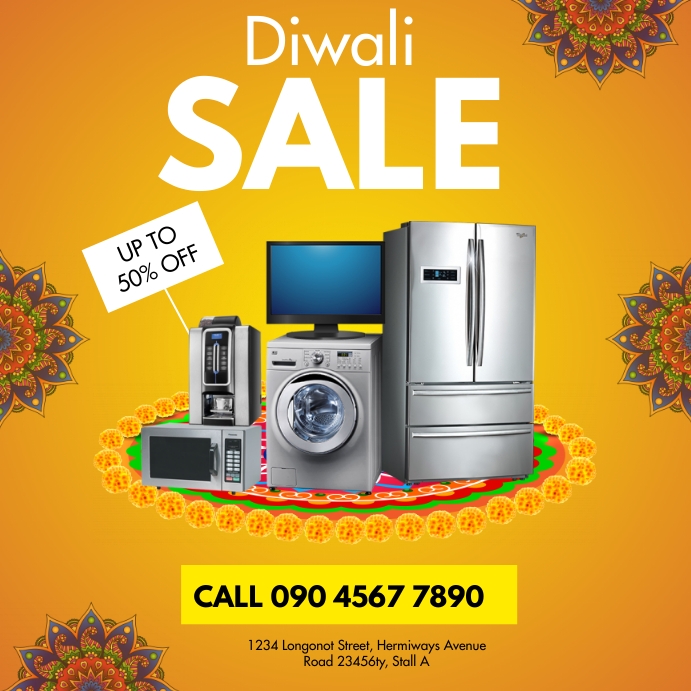 Diwali
SALE
UP TO
50% OFF
CALL 090 4567 7890
1234 Longonot Street, Hermiways Avenue
Road 23456ty, Stall A